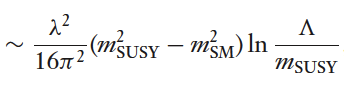 ∼ λ²/16π² (m²_SUSY − m²_SM) ln Λ/m_SUSY